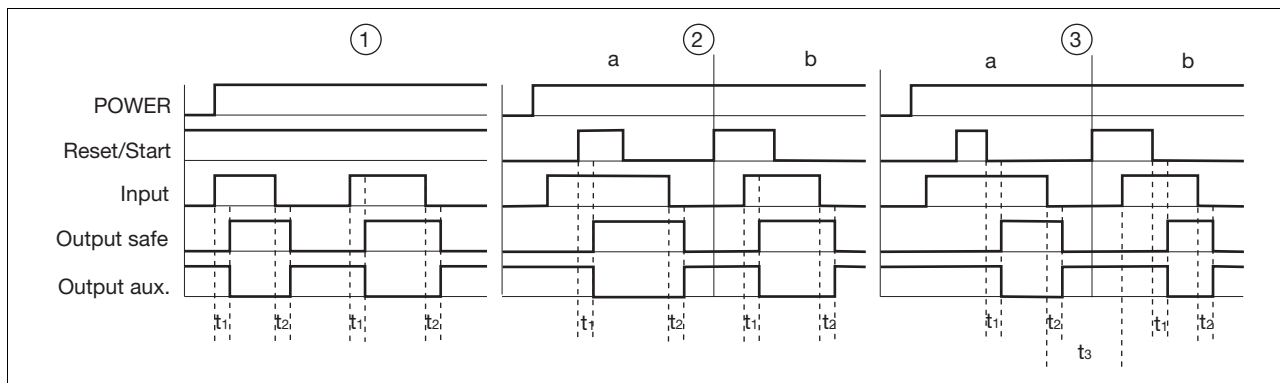 1 2 3
a b a b
POWER
Reset/Start
Input
Output safe
Output aux.
t1 t2 t1 t2 t1 t2 t1 t2 t1 t2 t1 t2
t3